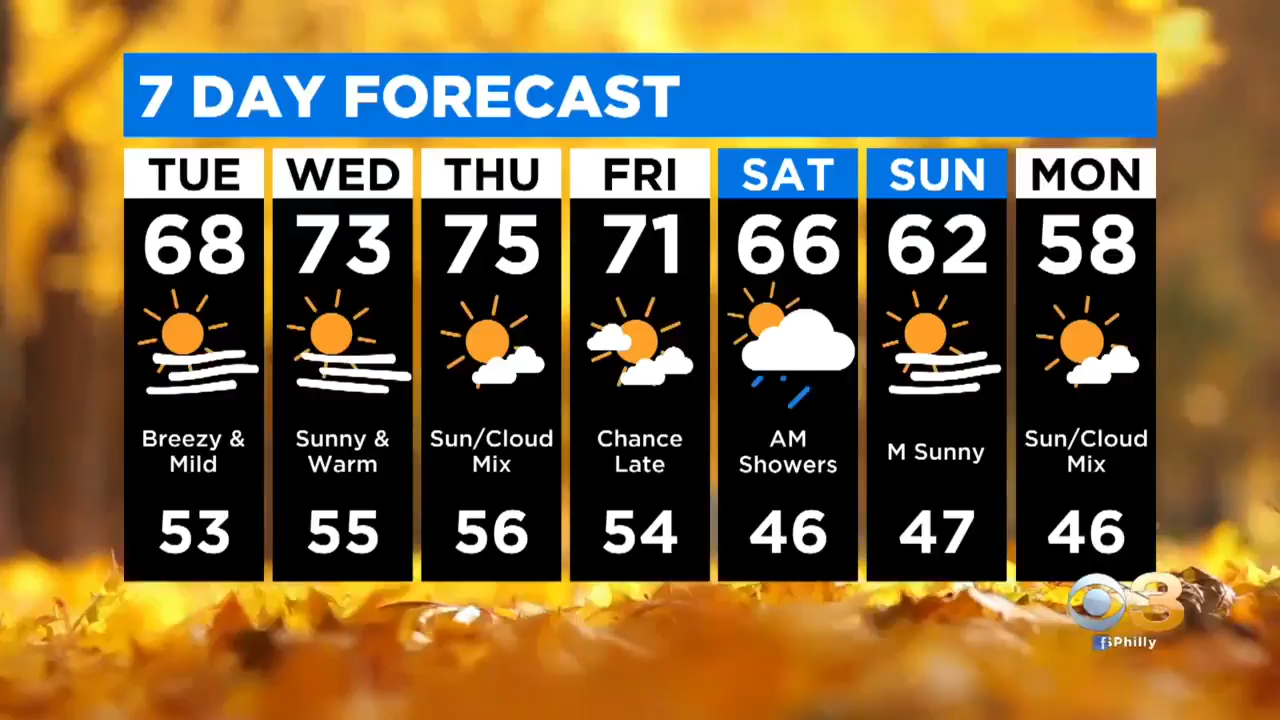 7 DAY FORECAST
TUE WED THU FRI SAT SUN MON
68 73 75 71 66 62 58
Breezy & Mild
Sunny & Warm
Sun/Cloud Mix
Chance Late
AM Showers
M Sunny
Sun/Cloud Mix
53 55 56 54 46 47 46
3
Philly